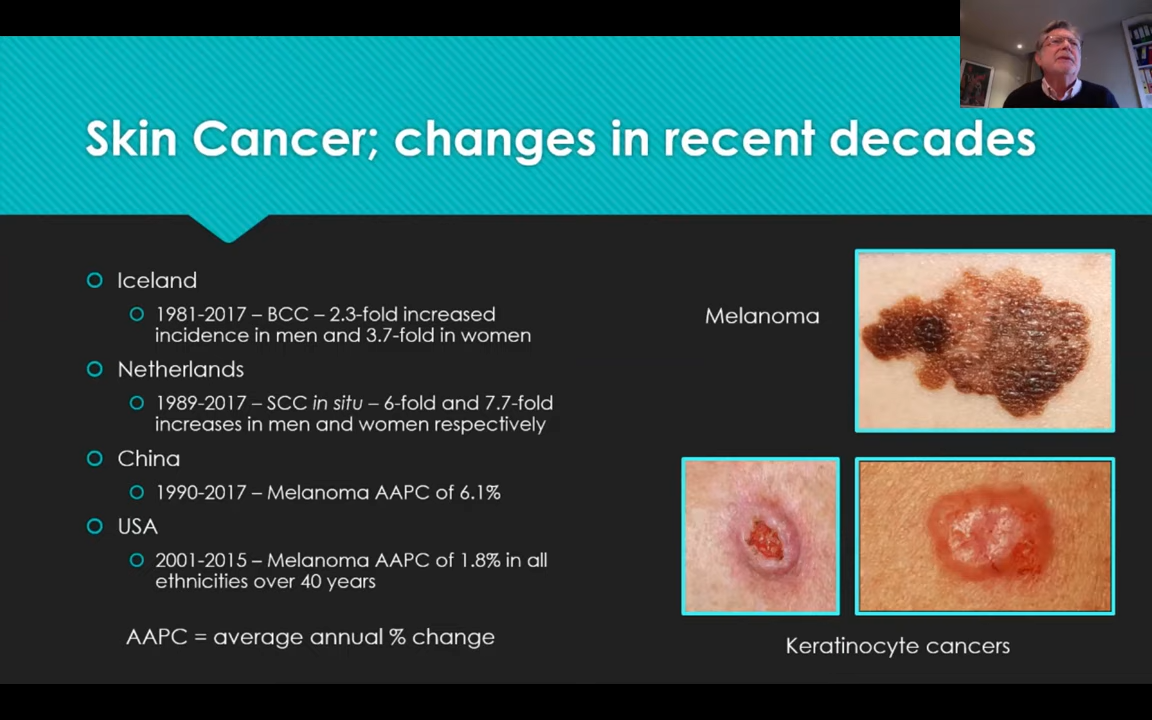 Skin Cancer; changes in recent decades
Iceland
1981-2017 – BCC – 2.3-fold increased
incidence in men and 3.7-fold in women
Netherlands
1989-2017 – SCC in situ – 6-fold and 7.7-fold
increases in men and women respectively
China
1990-2017 – Melanoma AAPC of 6.1%
USA
2001-2015 – Melanoma AAPC of 1.8% in all
ethnicities over 40 years
AAPC = average annual % change
Melanoma
Keratinocyte cancers